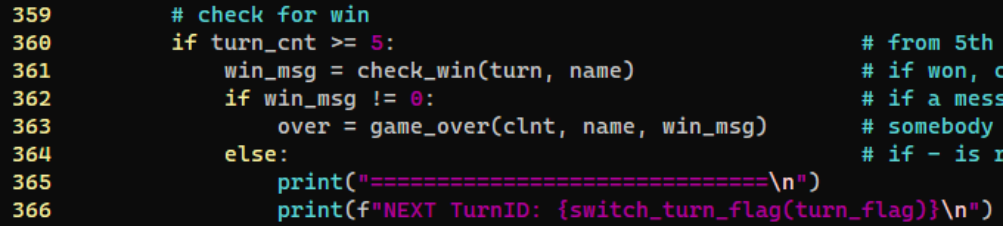 359         # check for win
360         if turn_cnt >= 5:                                   # from 5th
361             win_msg = check_win(turn, name)                 # if won,
362             if win_msg != 0:                                # if a
363                 over = game_over(clnt, name, win_msg)       # somebody
364             else:                                           # if - is
365                 print("==============================\n")
366                 print(f"NEXT TurnID: {switch_turn_flag(turn_flag)}\n")